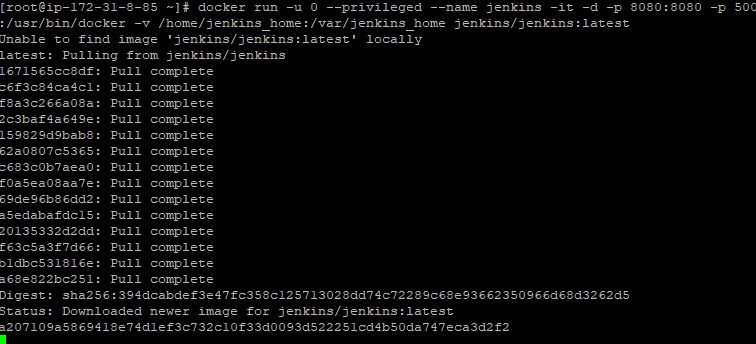 [root@ip-172-31-8-85 ~]# docker run -u 0 --privileged --name jenkins -it -d -p 8080:8080 -p 500
:/usr/bin/docker -v /home/jenkins_home:/var/jenkins_home jenkins/jenkins:latest
Unable to find image 'jenkins/jenkins:latest' locally
latest: Pulling from jenkins/jenkins
1671565cc8df: Pull complete
c6f3c84ca4c1: Pull complete
f8a3c266a08a: Pull complete
2c3baf4a649e: Pull complete
159829d9bab8: Pull complete
62a0807c5365: Pull complete
c683c0b7aea0: Pull complete
f0a5ea08aa7e: Pull complete
69de96b86dd2: Pull complete
a5edabafdc15: Pull complete
20135332d2dd: Pull complete
f63c5a3f7d66: Pull complete
b1dbc531816e: Pull complete
a68e822bc251: Pull complete
Digest: sha256:394dcabdef3e47fc358c125713028dd74c72289c68e93662350966d68d3262d5
Status: Downloaded newer image for jenkins/jenkins:latest
a207109a5869418e74d1ef3c732c10f33d0093d522251cd4b50da747eca3d2f2